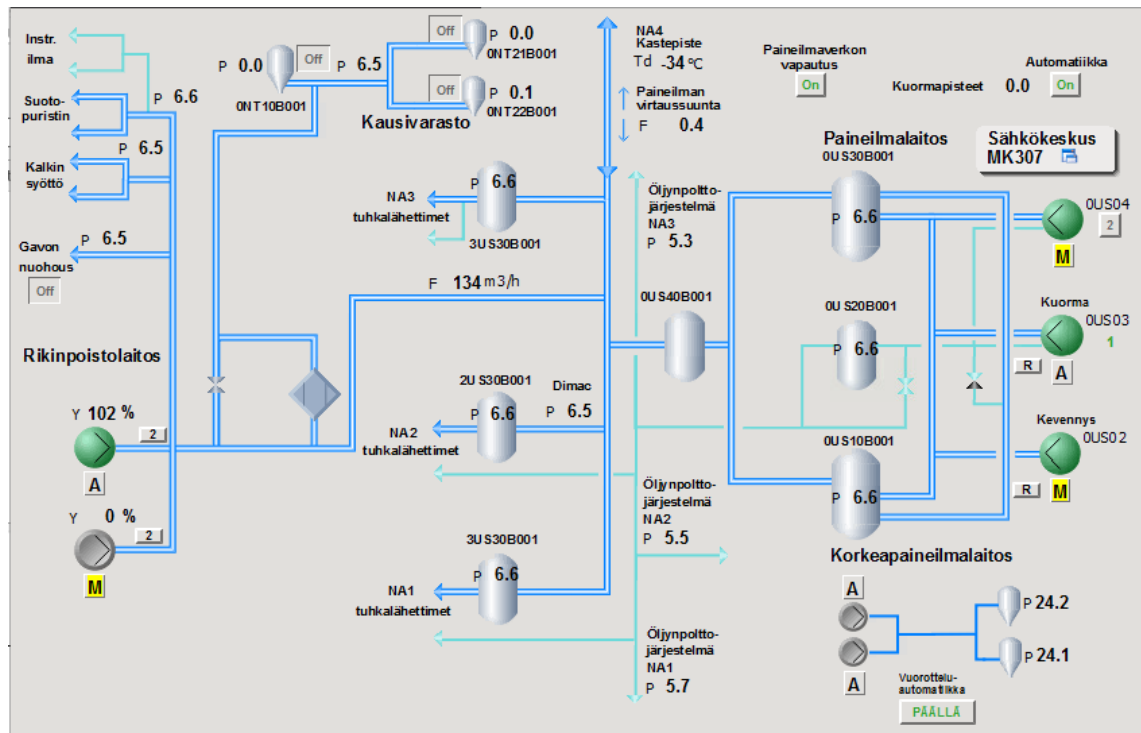 Instr.
ilma
P 6.6
Suoto-
puristin
P 6.5
Kalkin
syöttö
P 6.5
Gavon
nuohous
Off
Rikinpoistolaitos
Y 102 %
2
A
Y 0 %
2
M
P 0.0
Off
P 6.5
0NT10B001
Off
P 0.0
0NT21B001
Off
P 0.1
0NT22B001
Kausivarasto
NA3
tuhkalähettimet
P 6.6
3US30B001
F 134 m3/h
2US30B001
Dimac
P 6.6
P 6.5
NA2
tuhkalähettimet
3US30B001
P 6.6
NA1
tuhkalähettimet
NA4
Kastepiste
Td -34 ºC
Paineilman
virtaussuunta
F 0.4
Öljynpoltto-
järjestelmä
NA3
P 5.3
0US40B001
Öljynpoltto-
järjestelmä
NA2
P 5.5
Öljynpoltto-
järjestelmä
NA1
P 5.7
Paineilmaverkon
vapautus
On
Kuormapisteet 0.0
Automatiikka
On
Paineilmalaitos
0US30B001
P 6.6
Sähkökeskus
MK307
0US04
2
M
0US20B001
P 6.6
Kuorma
0US03
1
R
A
0US10B001
P 6.6
Kevennys
0US02
R
M
Korkeapaineilmalaitos
A
A
P 24.2
P 24.1
Vuorottelu-
automatiikka
PÄÄLLÄ